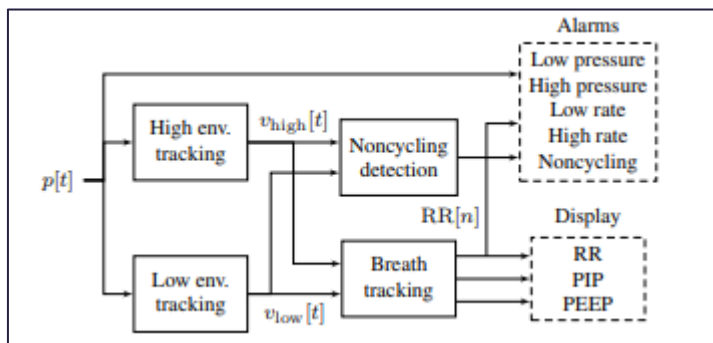 Alarms
Low pressure
High pressure
Low rate
High rate
Noncycling
High env.
tracking
v_high[t]
Noncycling
detection
p[t]
RR[n]
Display
RR
PIP
PEEP
Low env.
tracking
v_low[t]
Breath
tracking